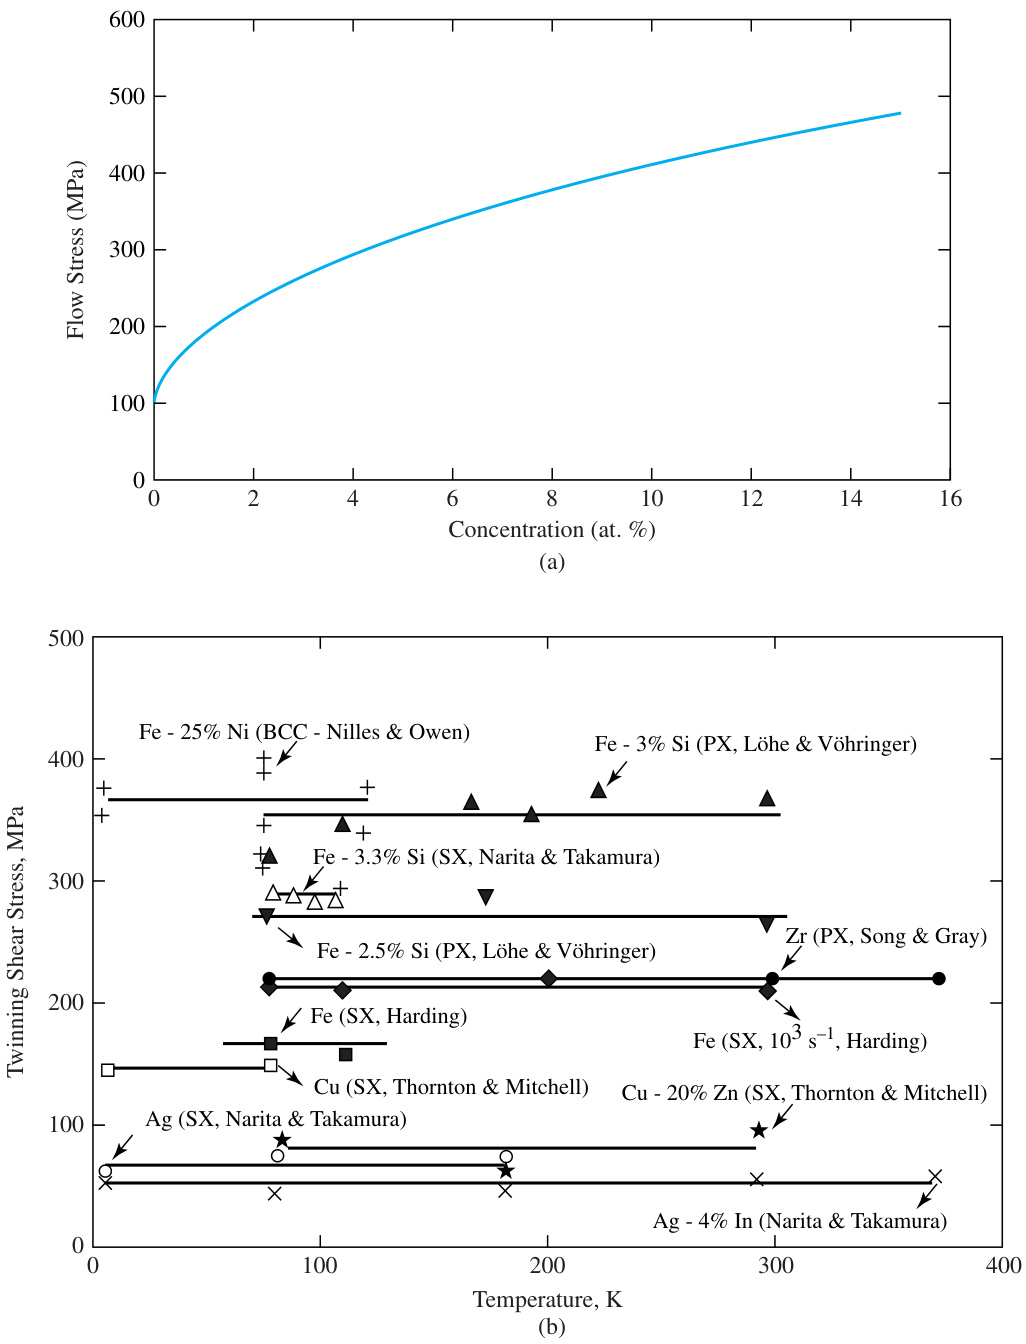 600
500
400
300
200
100
0
Flow Stress (MPa)
0 2 4 6 8 10 12 14 16
Concentration (at. %)
(a)
500
400
300
200
100
0
Twinning Shear Stress, MPa
Fe - 25% Ni (BCC - Nilles & Owen)
Fe - 3% Si (PX, Löhe & Vöhringer)
Fe - 3.3% Si (SX, Narita & Takamura)
Zr (PX, Song & Gray)
Fe - 2.5% Si (PX, Löhe & Vöhringer)
Fe (SX, Harding)
Fe (SX, 10³ s⁻¹, Harding)
Cu (SX, Thornton & Mitchell)
Cu - 20% Zn (SX, Thornton & Mitchell)
Ag (SX, Narita & Takamura)
Ag - 4% In (Narita & Takamura)
0 100 200 300 400
Temperature, K
(b)